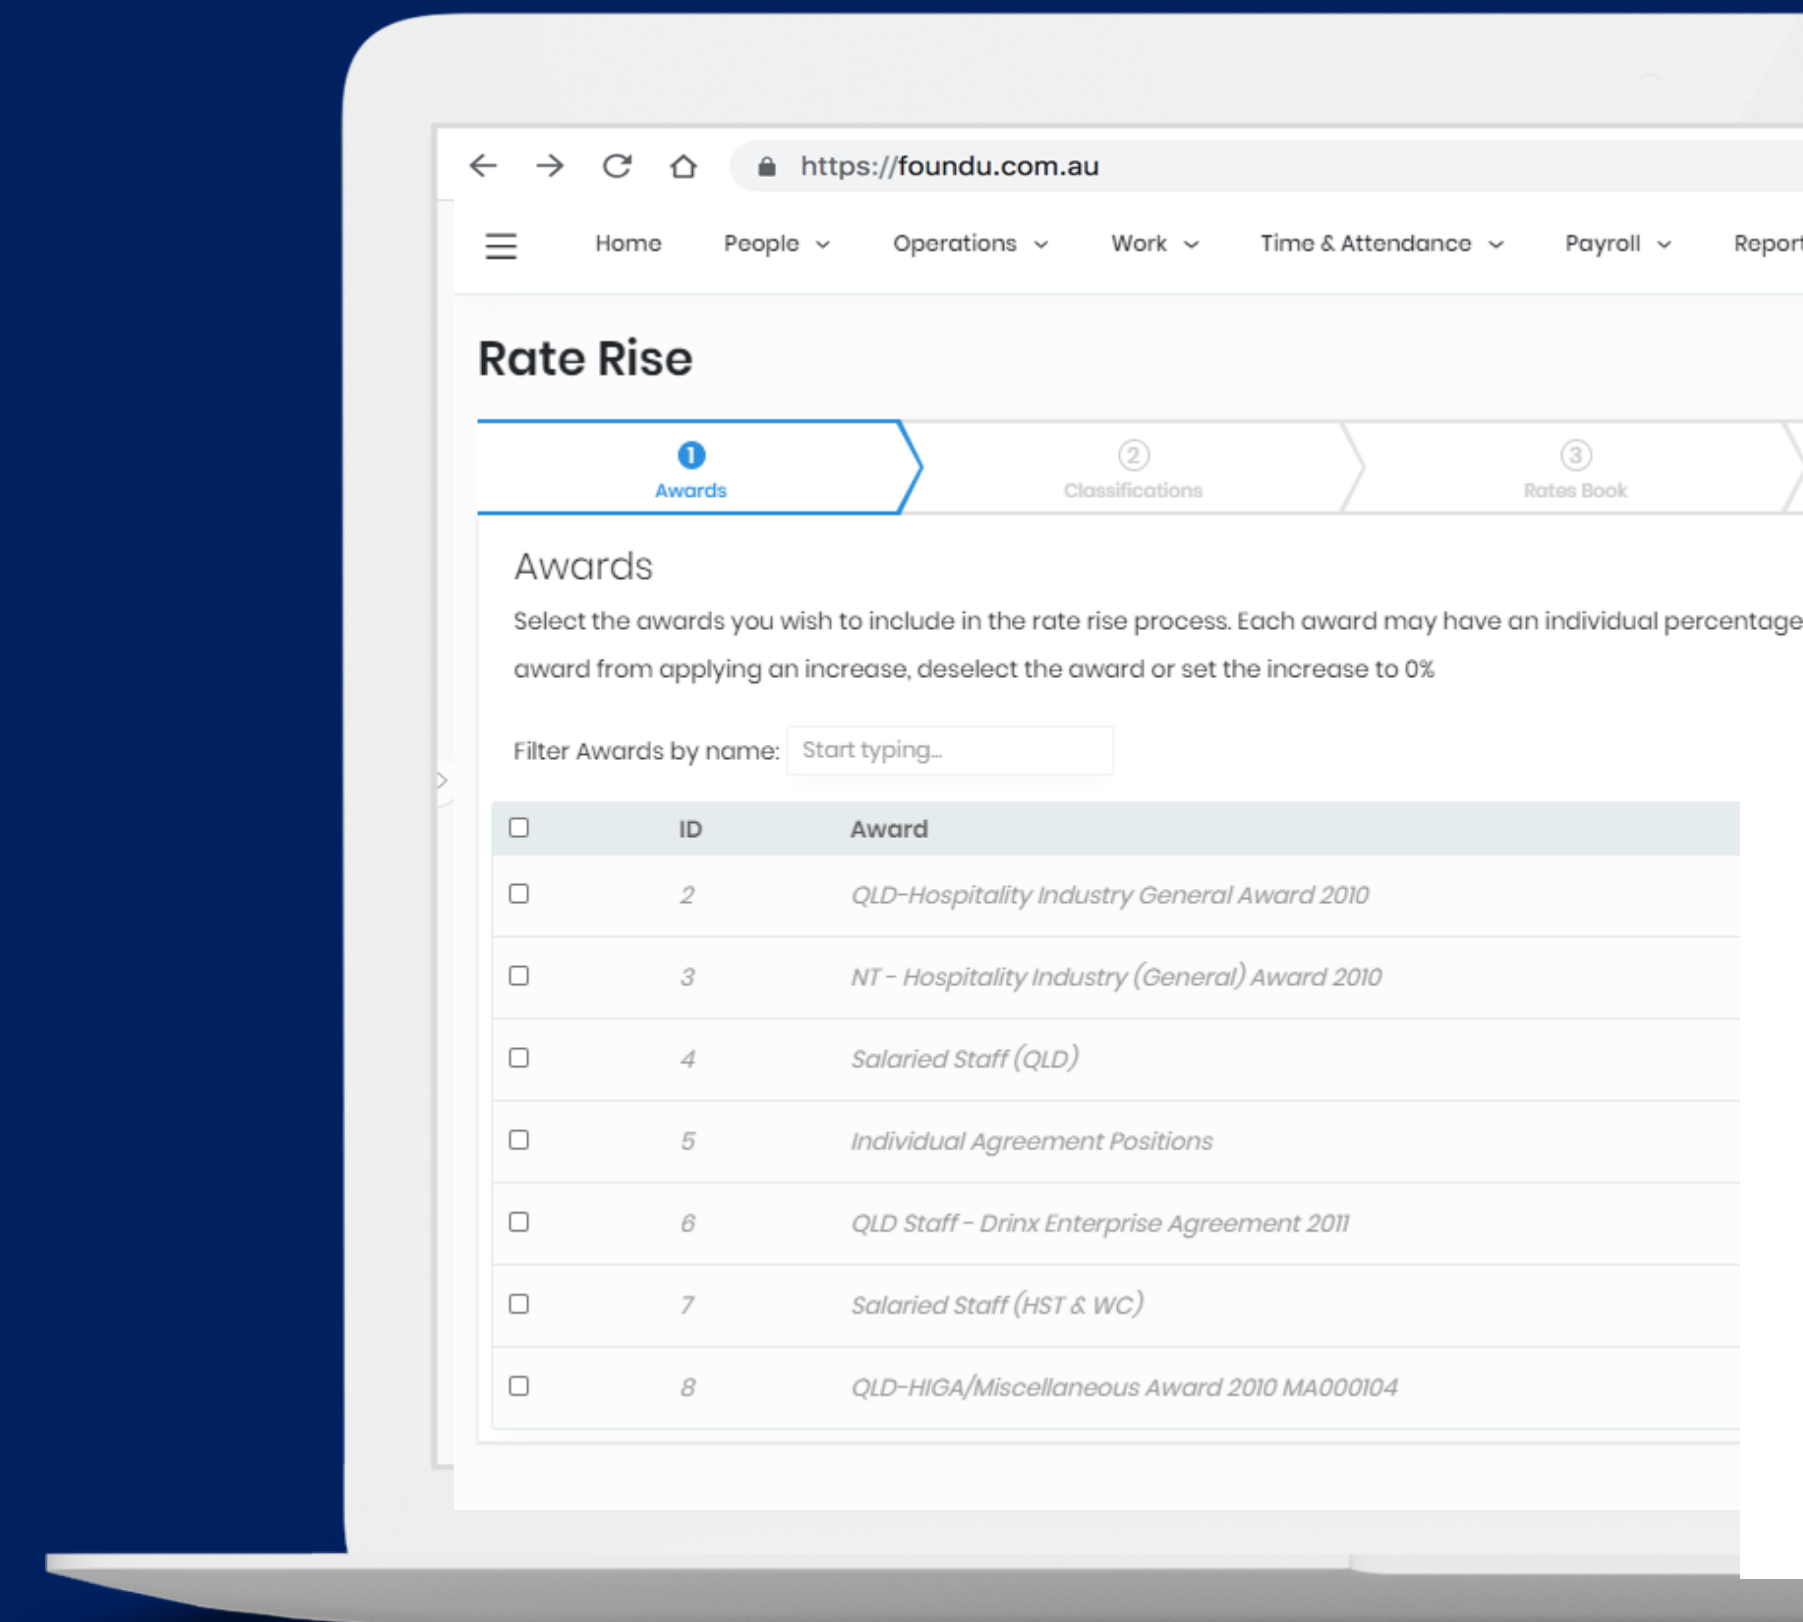 https://foundu.com.au
Home People Operations Work Time & Attendance Payroll Report
Rate Rise
1 2 3
Awards Classifications Rates Book
Awards
Select the awards you wish to include in the rate rise process. Each award may have an individual percentage
award from applying an increase, deselect the award or set the increase to 0%
Filter Awards by name: Start typing...
ID Award
2 QLD-Hospitality Industry General Award 2010
3 NT - Hospitality Industry (General) Award 2010
4 Salaried Staff (QLD)
5 Individual Agreement Positions
6 QLD Staff - Drinx Enterprise Agreement 2011
7 Salaried Staff (HST & WC)
8 QLD-HIGA/Miscellaneous Award 2010 MA000104